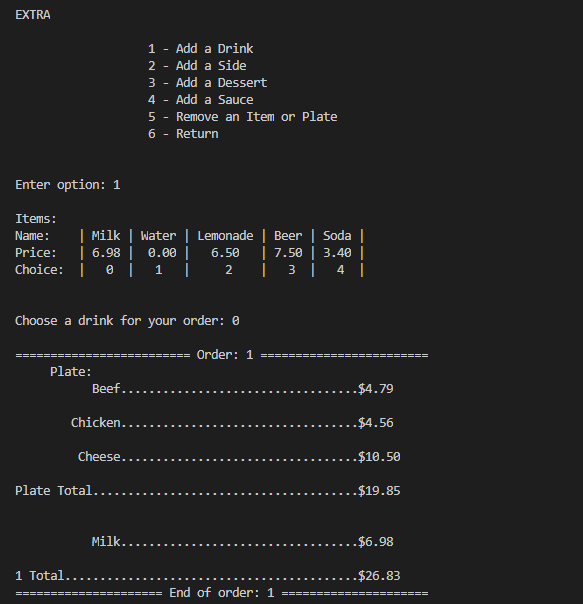 EXTRA
1 - Add a Drink
2 - Add a Side
3 - Add a Dessert
4 - Add a Sauce
5 - Remove an Item or Plate
6 - Return
Enter option: 1
Items:
Name:    | Milk | Water | Lemonade | Beer | Soda |
Price:   | 6.98 |  0.00 |   6.50   | 7.50 | 3.40 |
Choice:  |   0  |   1   |     2    |   3  |   4  |
Choose a drink for your order: 0
========================= Order: 1 ========================
Plate:
Beef..................................$4.79
Chicken..................................$4.56
Cheese..................................$10.50
Plate Total......................................$19.85
Milk..................................$6.98
1 Total..........................................$26.83
===================== End of order: 1 =====================